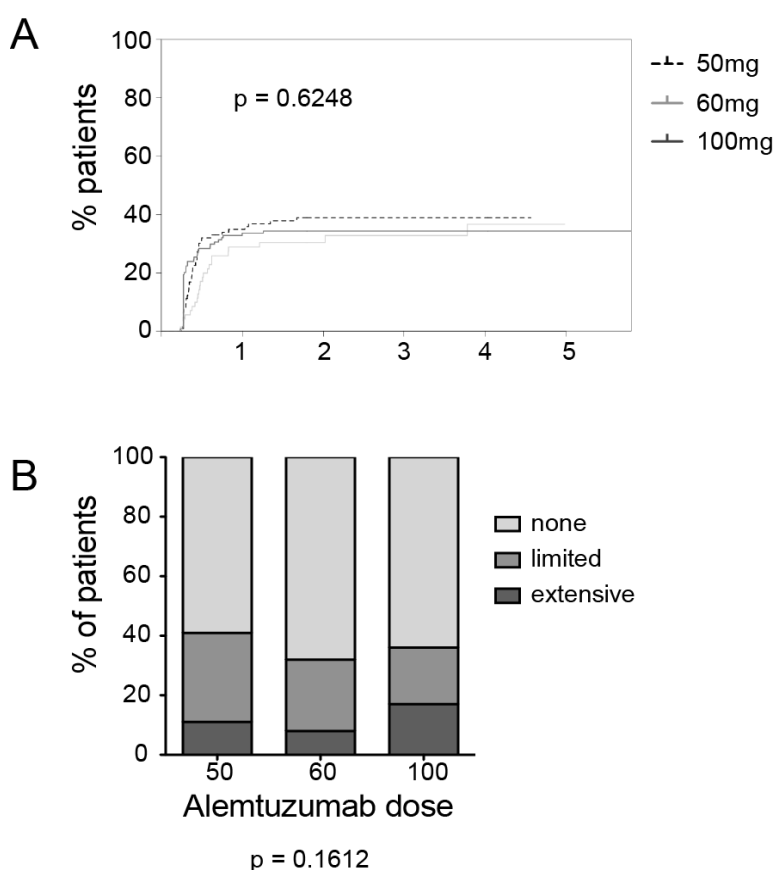 A
% patients
100
80
60
40
20
0
p = 0.6248
1 2 3 4 5
50mg
60mg
100mg
B
% of patients
100
80
60
40
20
0
50 60 100
Alemtuzumab dose
p = 0.1612
none
limited
extensive